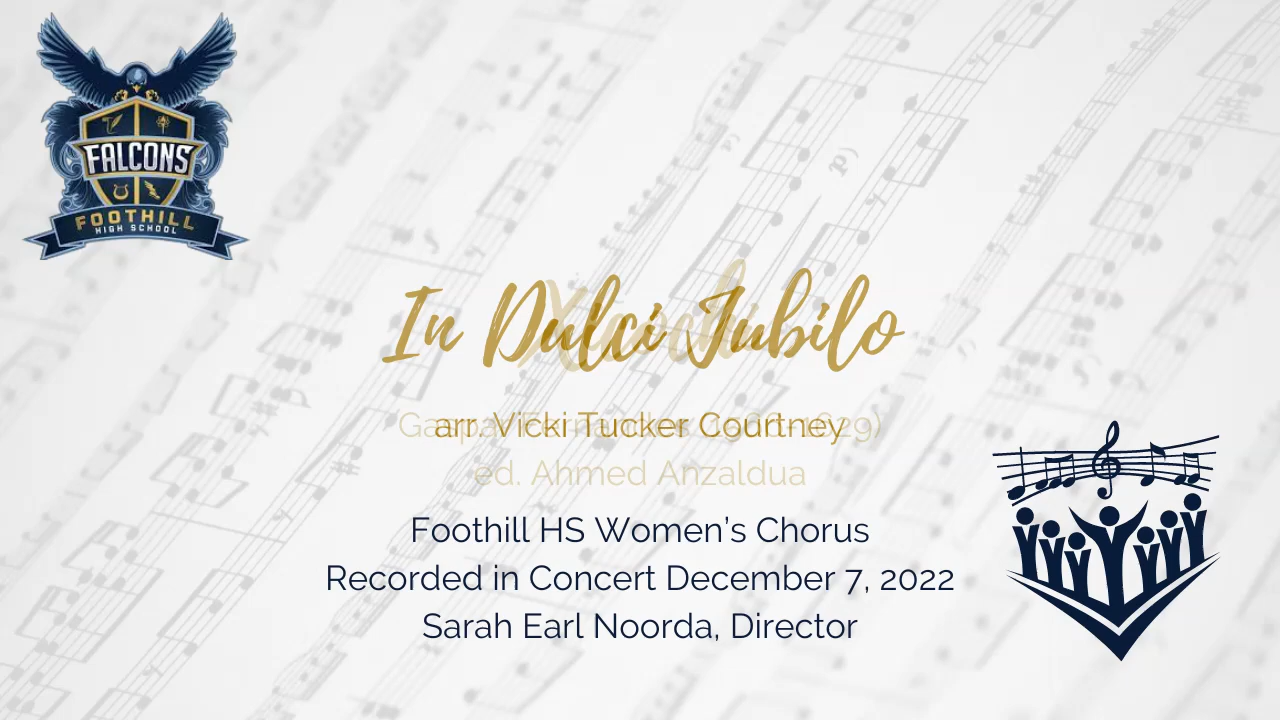 FALCONS
FOOTHILL
HIGH SCHOOL
In Dulci Jubilo
arr. Vicki Tucker Courtney
ed. Ahmed Anzaldua
Foothill HS Women’s Chorus
Recorded in Concert December 7, 2022
Sarah Earl Noorda, Director